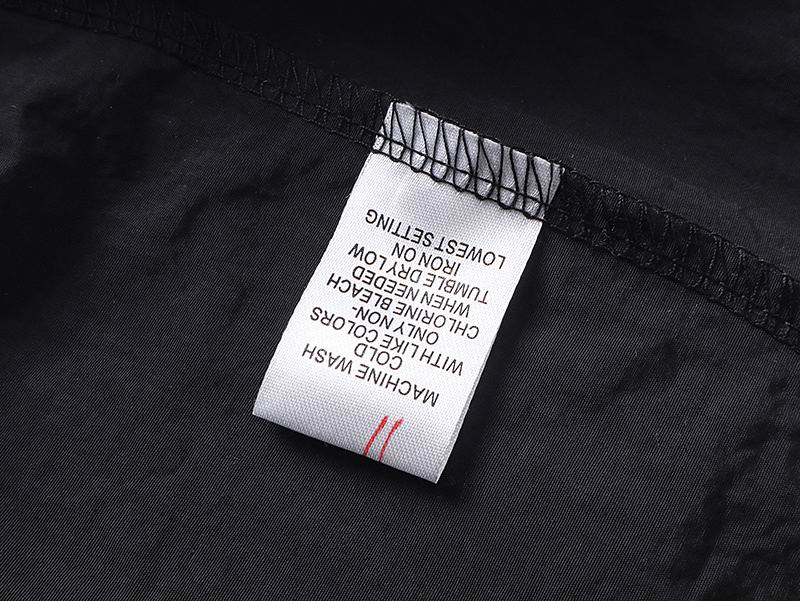 MACHINE WASH
COLD
WITH LIKE COLORS
ONLY NON-
CHLORINE BLEACH
WHEN NEEDED
TUMBLE DRY LOW
IRON ON
LOWEST SETTING